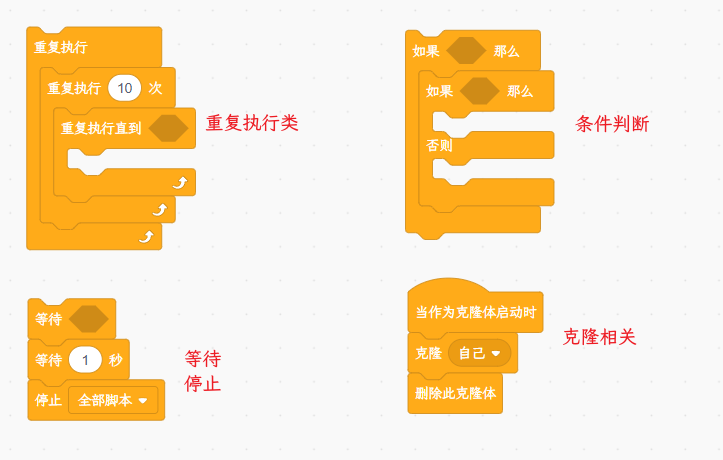 重复执行
重复执行 10 次
重复执行直到
重复执行类
如果 那么
如果 那么
否则
条件判断
等待
等待 1 秒
停止 全部脚本
等待
停止
当作为克隆体启动时
克隆 自己
删除此克隆体
克隆相关